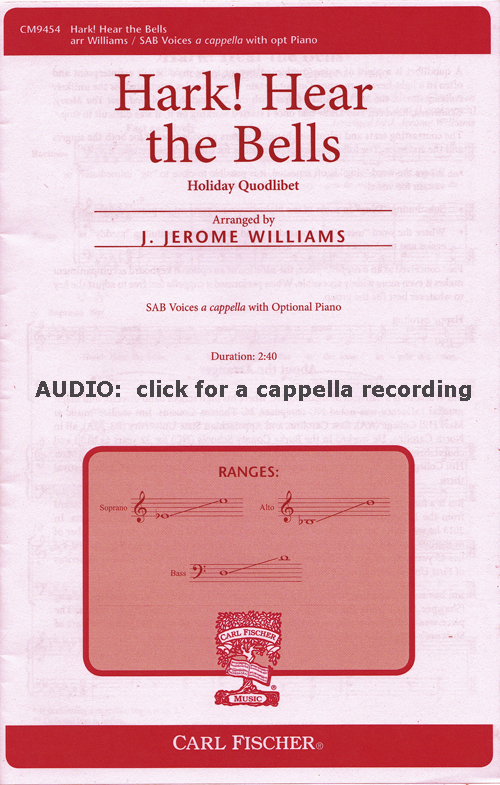 CM9454 Hark! Hear the Bells
arr Williams / SAB Voices a cappella with opt Piano
Hark! Hear
the Bells
Holiday Quodlibet
Arranged by
J. JEROME WILLIAMS
SAB Voices a cappella with Optional Piano
Duration: 2:40
AUDIO: click for a cappella recording
RANGES:
Soprano
Alto
Bass
CARL FISCHER
®
MUSIC
CARL FISCHER®